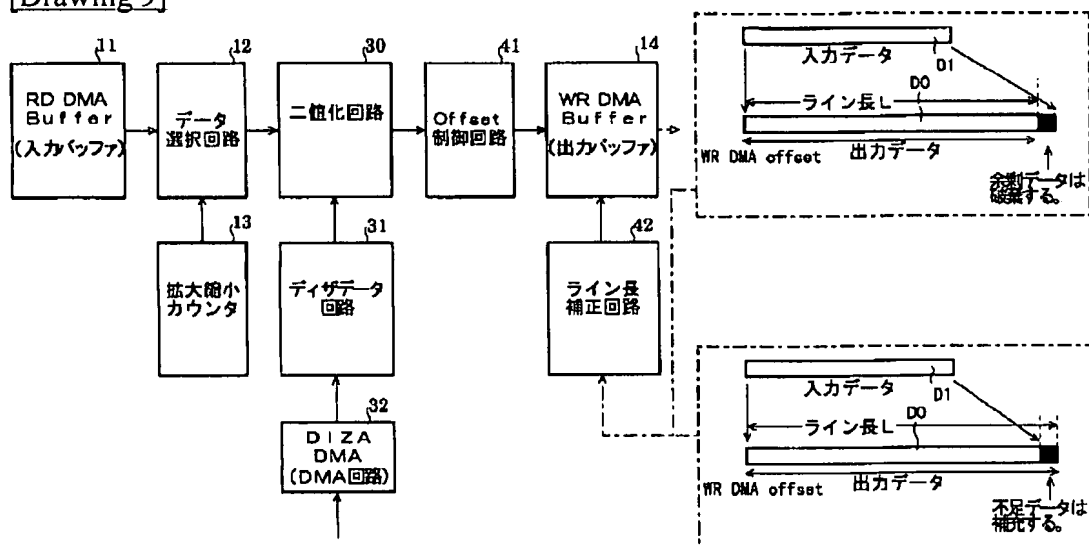 11
RD DMA
Buffer
(入力バッファ)
12
データ
選択回路
30
二値化回路
41
Offset
制御回路
14
WR DMA
Buffer
(出力バッファ)
13
拡大縮小
カウンタ
31
ディザデータ
回路
42
ライン長
補正回路
32
DIZA
DMA
(DMA回路)
入力データ
D1
D0
ライン長L
WR DMA offset
出力データ
余剰データは
破棄する。
入力データ
D1
D0
ライン長L
WR DMA offset
出力データ
不足データは
補充する。